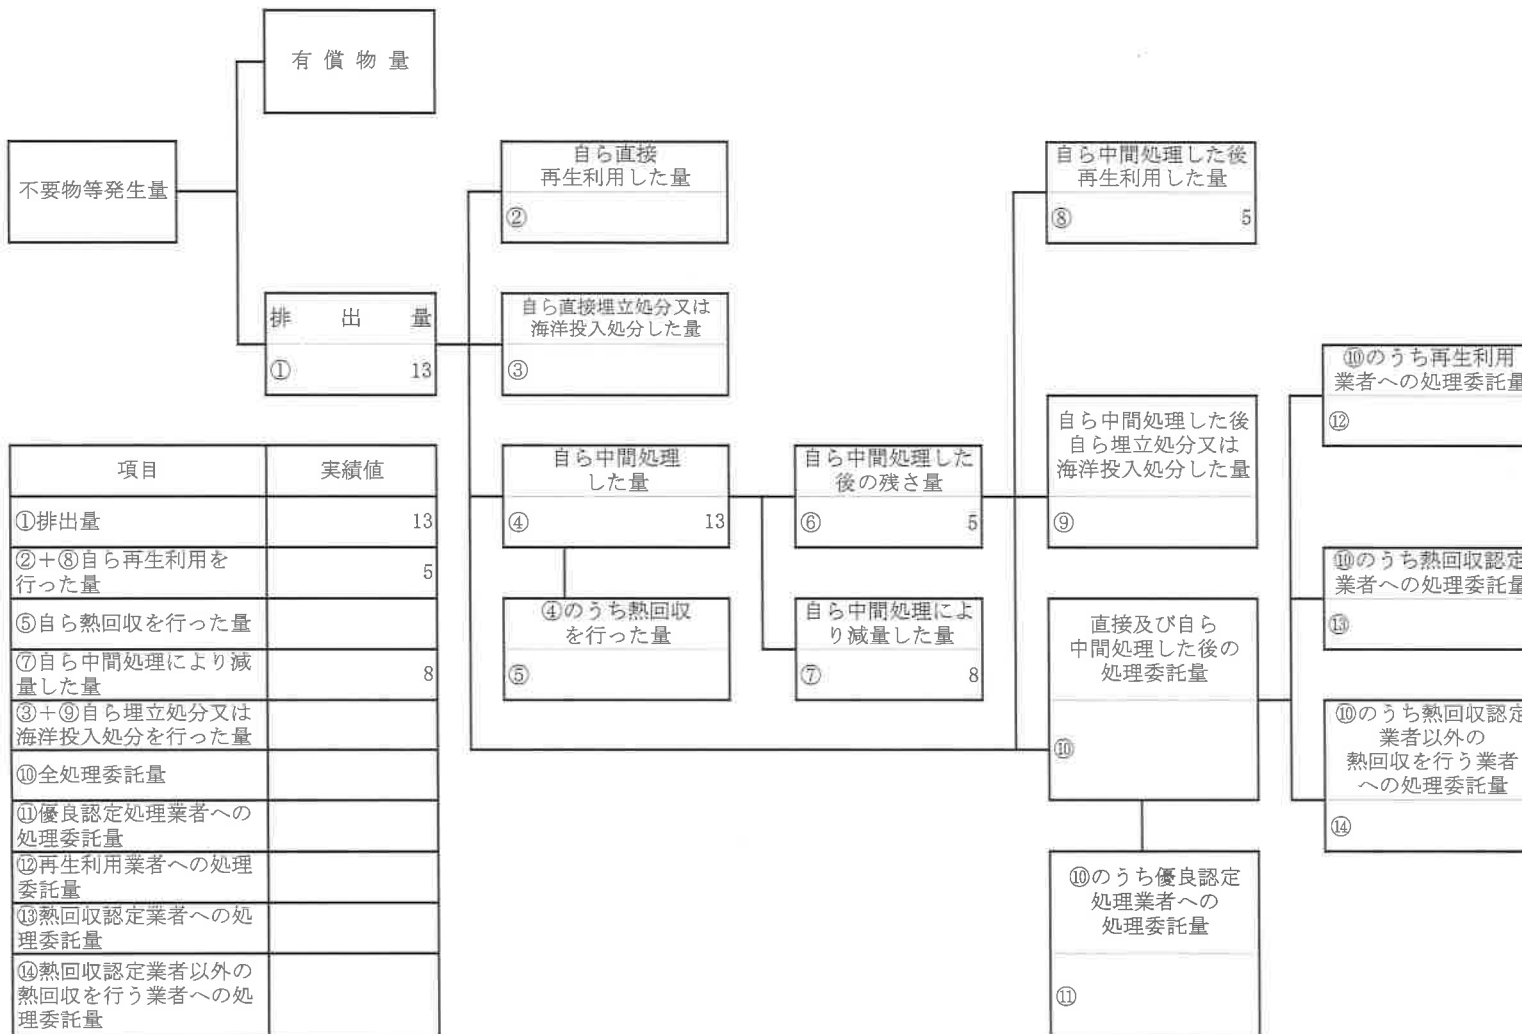 有償物量
不要物等発生量
排出量
① 13
自ら直接
再生利用した量
②
自ら直接埋立処分又は
海洋投入処分した量
③
自ら中間処理
した量
④ 13
④のうち熱回収
を行った量
⑤
自ら中間処理した
後の残さ量
⑥ 5
自ら中間処理によ
り減量した量
⑦ 8
自ら中間処理した後
再生利用した量
⑧ 5
自ら中間処理した後
自ら埋立処分又は
海洋投入処分した量
⑨
直接及び自ら
中間処理した後の
処理委託量
⑩
⑩のうち優良認定
処理業者への
処理委託量
⑪
⑩のうち再生利用
業者への処理委託量
⑫
⑩のうち熱回収認定
業者への処理委託量
⑬
⑩のうち熱回収認定
業者以外の
熱回収を行う業者
への処理委託量
⑭
項目 実績値
①排出量 13
②+⑧自ら再生利用を
行った量 5
⑤自ら熱回収を行った量
⑦自ら中間処理により減
量した量 8
③+⑨自ら埋立処分又は
海洋投入処分を行った量
⑩全処理委託量
⑪優良認定処理業者への
処理委託量
⑫再生利用業者への処理
委託量
⑬熱回収認定業者への処
理委託量
⑭熱回収認定業者以外の
熱回収を行う業者への処
理委託量